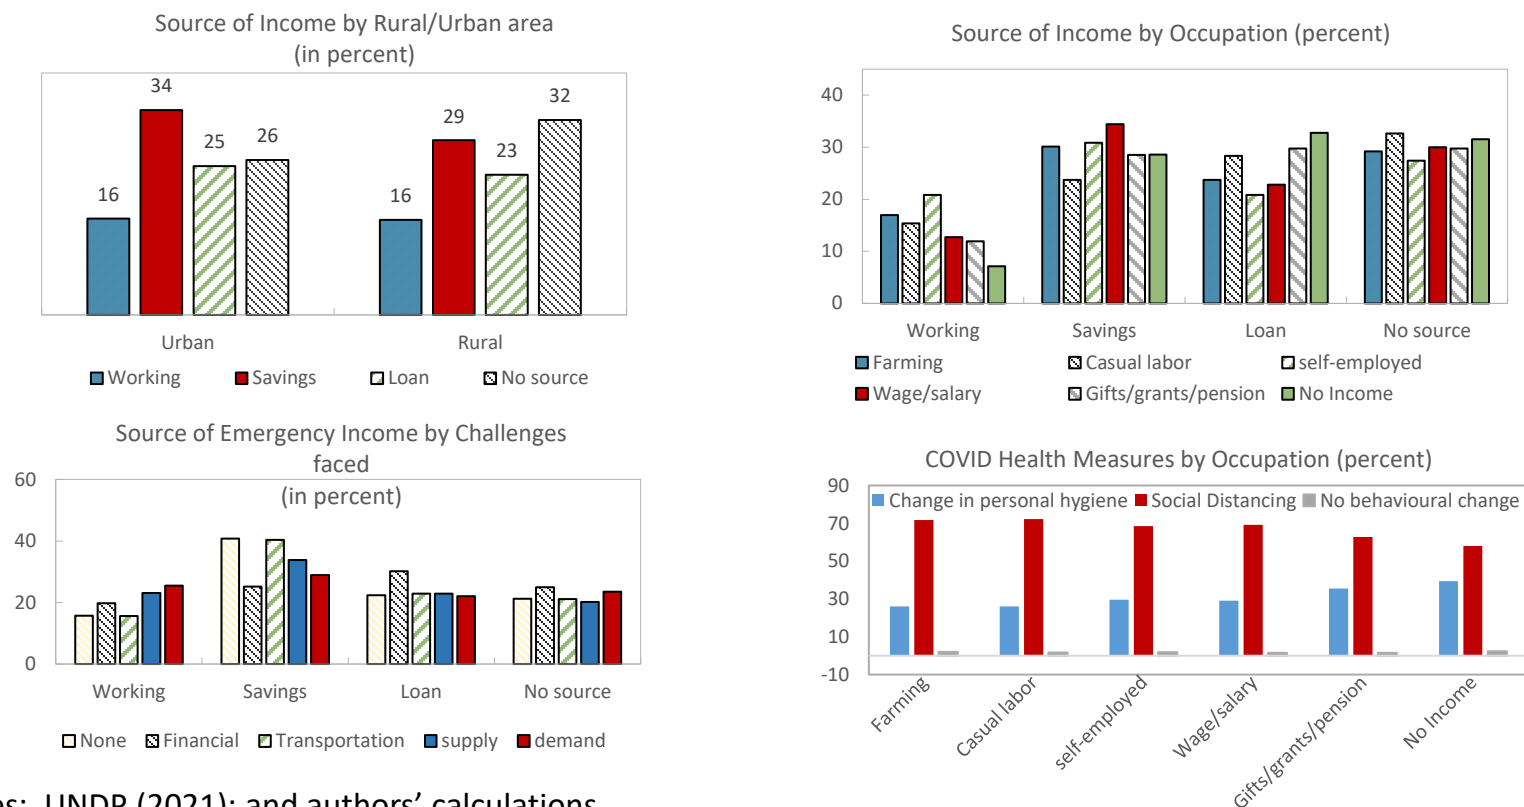 Source of Income by Rural/Urban area
(in percent)
34
32
29
25
26
23
16
16
Urban
Rural
Working
Savings
Loan
No source
Source of Income by Occupation (percent)
40
30
20
10
0
Working
Savings
Loan
No source
Farming
Casual labor
self-employed
Wage/salary
Gifts/grants/pension
No Income
Source of Emergency Income by Challenges
faced
(in percent)
60
40
20
0
Working
Savings
Loan
No source
None
Financial
Transportation
supply
demand
COVID Health Measures by Occupation (percent)
90
Change in personal hygiene
Social Distancing
No behavioural change
70
50
30
10
-10
Farming
Casual labor
self-employed
Wage/salary
Gifts/grants/pension
No Income
es: UNDP (2021); and authors' calculations